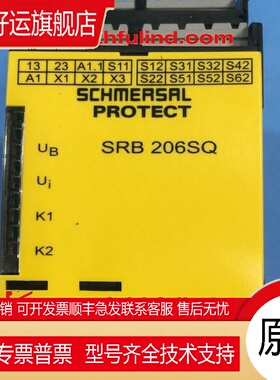 好运旗舰店
hfulind.com
13 23 A1.1 S11 S12 S31 S32 S42
A1 X1 X2 X3 S22 S51 S52 S62
SCHMERSAL
PROTECT
UB
SRB 206SQ
Ui
K1
K2
销 可开发票顺丰急发联系客服 售后
专票普票 型号齐全技术支持
原